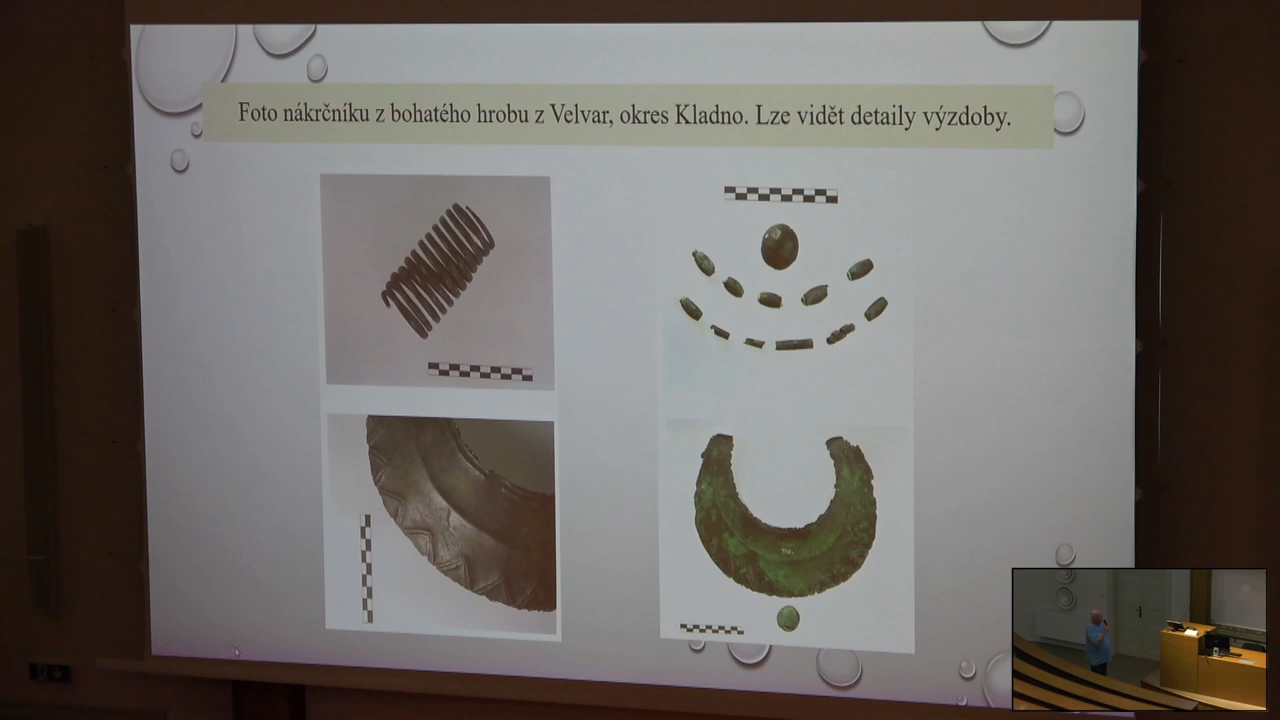 Foto nákrčníku z bohatého hrobu z Velvar, okres Kladno. Lze vidět detaily výzdoby.